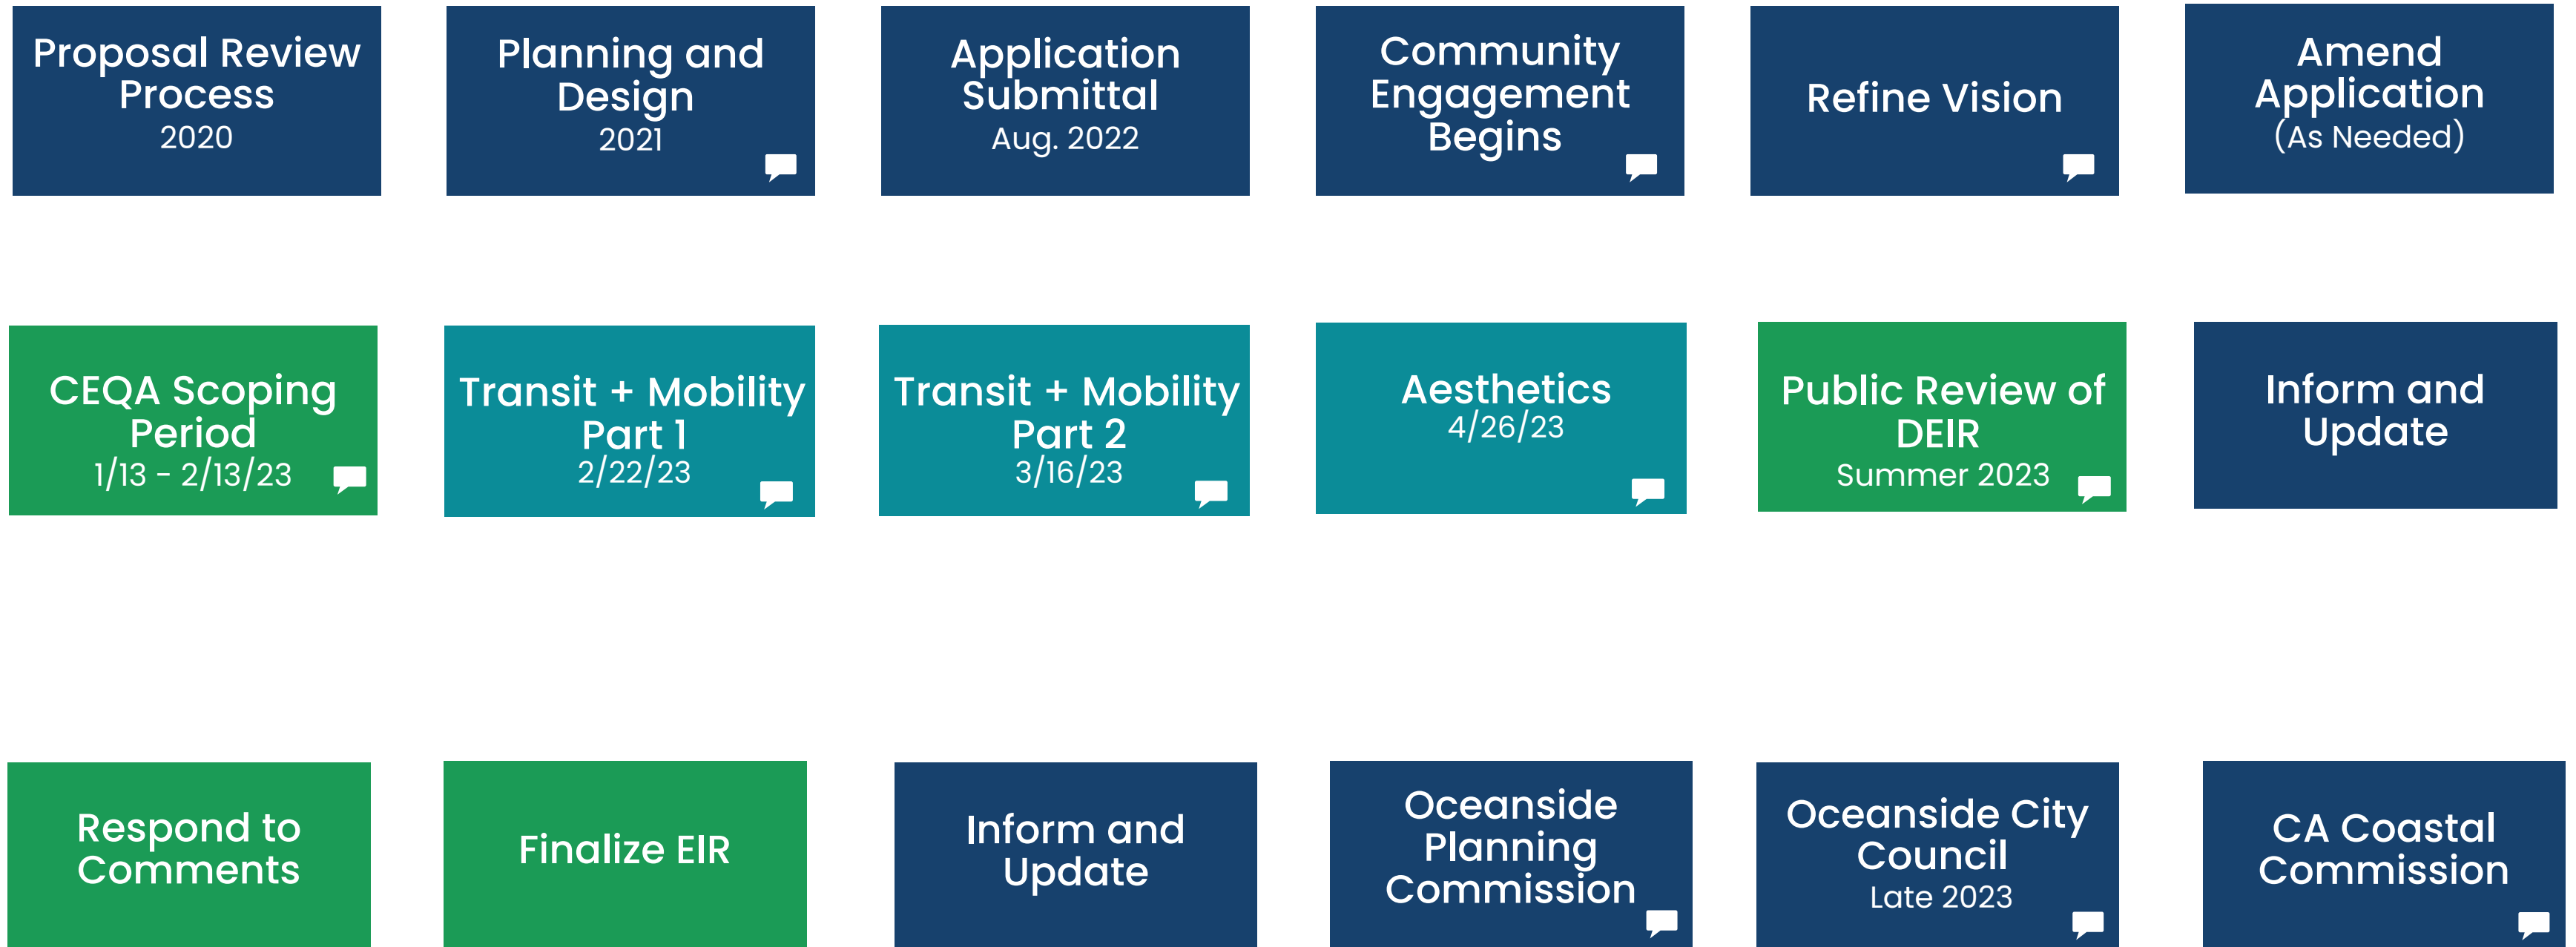 Proposal Review
Process
2020
Planning and
Design
2021
Application
Submittal
Aug. 2022
Community
Engagement
Begins
Refine Vision
Amend
Application
(As Needed)
CEQA Scoping
Period
1/13 - 2/13/23
Transit + Mobility
Part 1
2/22/23
Transit + Mobility
Part 2
3/16/23
Aesthetics
4/26/23
Public Review of
DEIR
Summer 2023
Inform and
Update
Respond to
Comments
Finalize EIR
Inform and
Update
Oceanside
Planning
Commission
Oceanside City
Council
Late 2023
CA Coastal
Commission